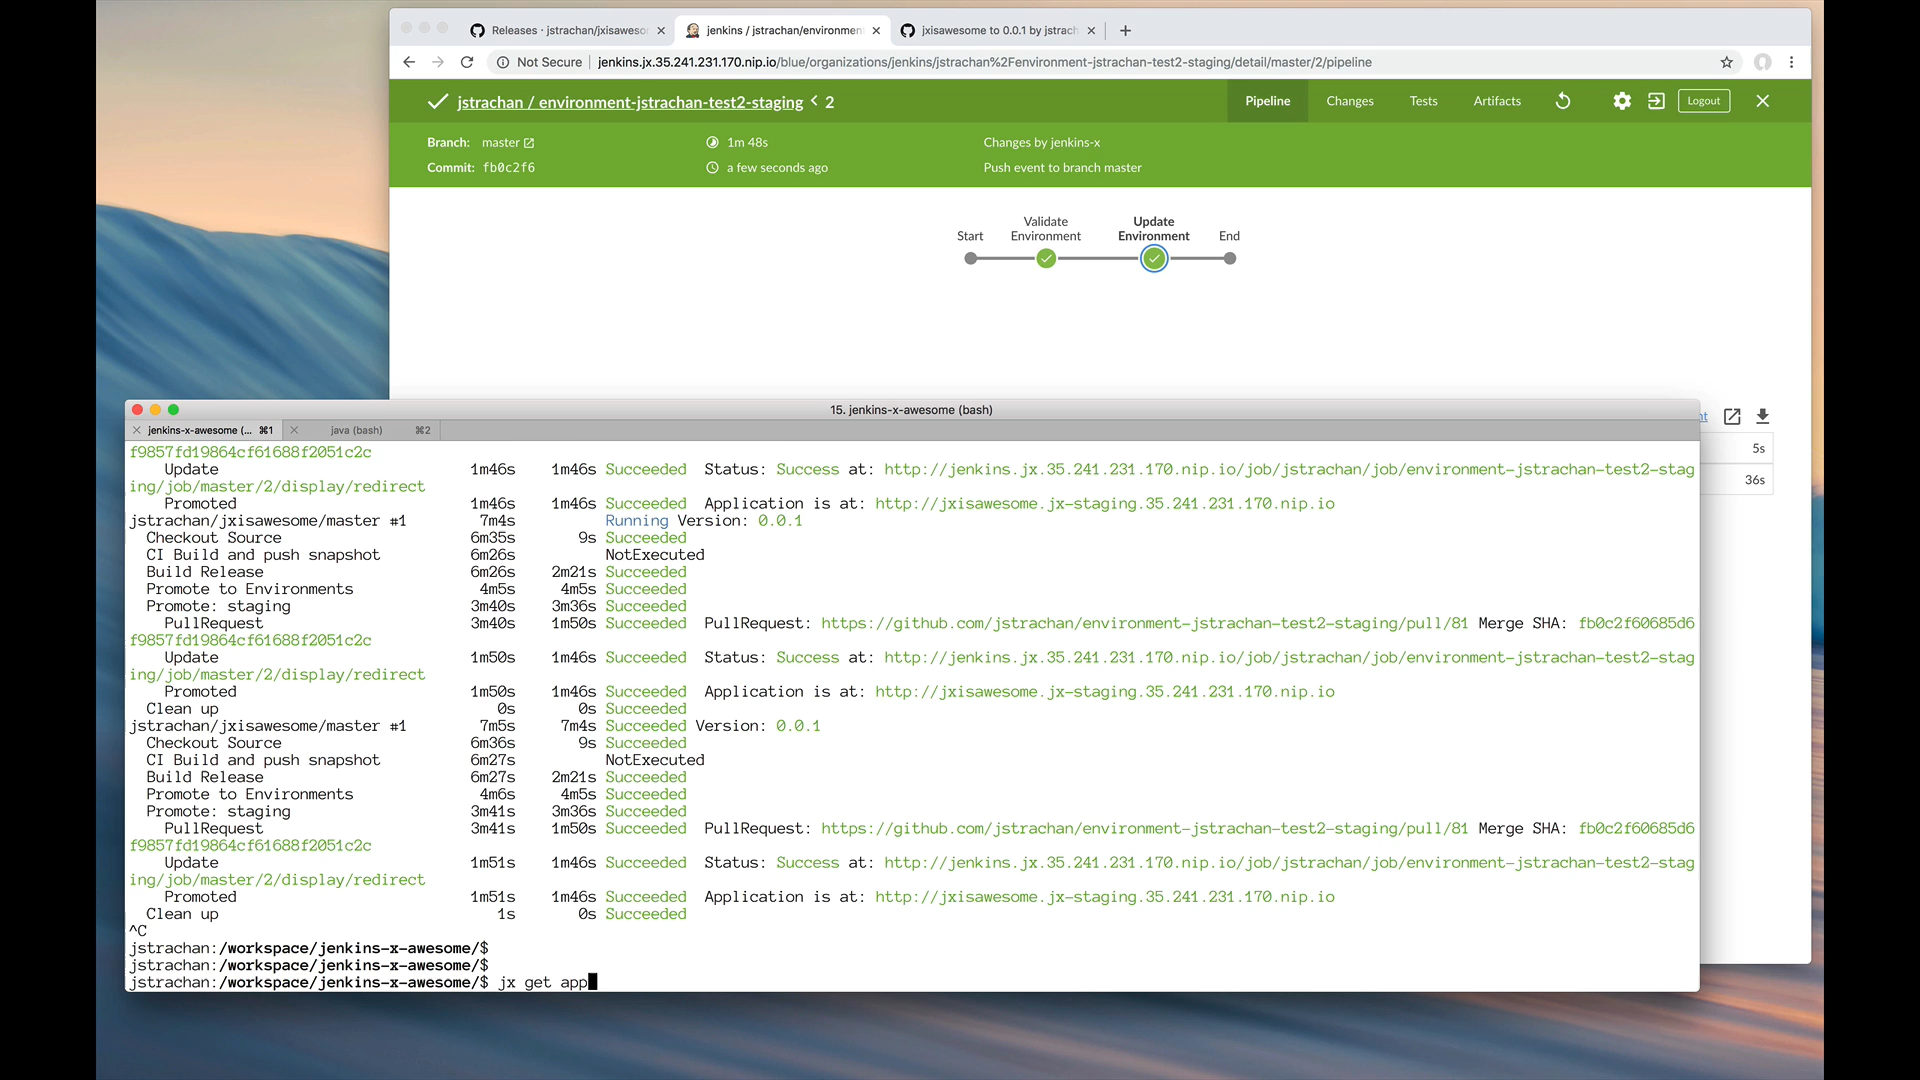 Releases · jstrachan/jxisaweso
jenkins / jstrachan/environmen
jxisawesome to 0.0.1 by jstrach
Not Secure | jenkins.jx.35.241.231.170.nip.io/blue/organizations/jenkins/jstrachan%2Fenvironment-jstrachan-test2-staging/detail/master/2/pipeline
jstrachan / environment-jstrachan-test2-staging < 2
Pipeline
Changes
Tests
Artifacts
Logout
Branch: master
1m 48s
Changes by jenkins-x
Commit: fb0c2f6
a few seconds ago
Push event to branch master
Start
Validate Environment
Update Environment
End
nt
5s
36s
15. jenkins-x-awesome (bash)
jenkins-x-awesome (... ⌘1
java (bash) ⌘2
f9857fd19864cf61688f2051c2c
Update 1m46s 1m46s Succeeded Status: Success at: http://jenkins.jx.35.241.231.170.nip.io/job/jstrachan/job/environment-jstrachan-test2-stag
ing/job/master/2/display/redirect
Promoted 1m46s 1m46s Succeeded Application is at: http://jxisawesome.jx-staging.35.241.231.170.nip.io
jstrachan/jxisawesome/master #1 7m4s Running Version: 0.0.1
Checkout Source 6m35s 9s Succeeded
CI Build and push snapshot 6m26s NotExecuted
Build Release 6m26s 2m21s Succeeded
Promote to Environments 4m5s 4m5s Succeeded
Promote: staging 3m40s 3m36s Succeeded
PullRequest 3m40s 1m50s Succeeded PullRequest: https://github.com/jstrachan/environment-jstrachan-test2-staging/pull/81 Merge SHA: fb0c2f60685d6
f9857fd19864cf61688f2051c2c
Update 1m50s 1m46s Succeeded Status: Success at: http://jenkins.jx.35.241.231.170.nip.io/job/jstrachan/job/environment-jstrachan-test2-stag
ing/job/master/2/display/redirect
Promoted 1m50s 1m46s Succeeded Application is at: http://jxisawesome.jx-staging.35.241.231.170.nip.io
Clean up 0s 0s Succeeded
jstrachan/jxisawesome/master #1 7m5s 7m4s Succeeded Version: 0.0.1
Checkout Source 6m36s 9s Succeeded
CI Build and push snapshot 6m27s NotExecuted
Build Release 6m27s 2m21s Succeeded
Promote to Environments 4m6s 4m5s Succeeded
Promote: staging 3m41s 3m36s Succeeded
PullRequest 3m41s 1m50s Succeeded PullRequest: https://github.com/jstrachan/environment-jstrachan-test2-staging/pull/81 Merge SHA: fb0c2f60685d6
f9857fd19864cf61688f2051c2c
Update 1m51s 1m46s Succeeded Status: Success at: http://jenkins.jx.35.241.231.170.nip.io/job/jstrachan/job/environment-jstrachan-test2-stag
ing/job/master/2/display/redirect
Promoted 1m51s 1m46s Succeeded Application is at: http://jxisawesome.jx-staging.35.241.231.170.nip.io
Clean up 1s 0s Succeeded
^C
jstrachan:/workspace/jenkins-x-awesome/$
jstrachan:/workspace/jenkins-x-awesome/$
jstrachan:/workspace/jenkins-x-awesome/$ jx get app